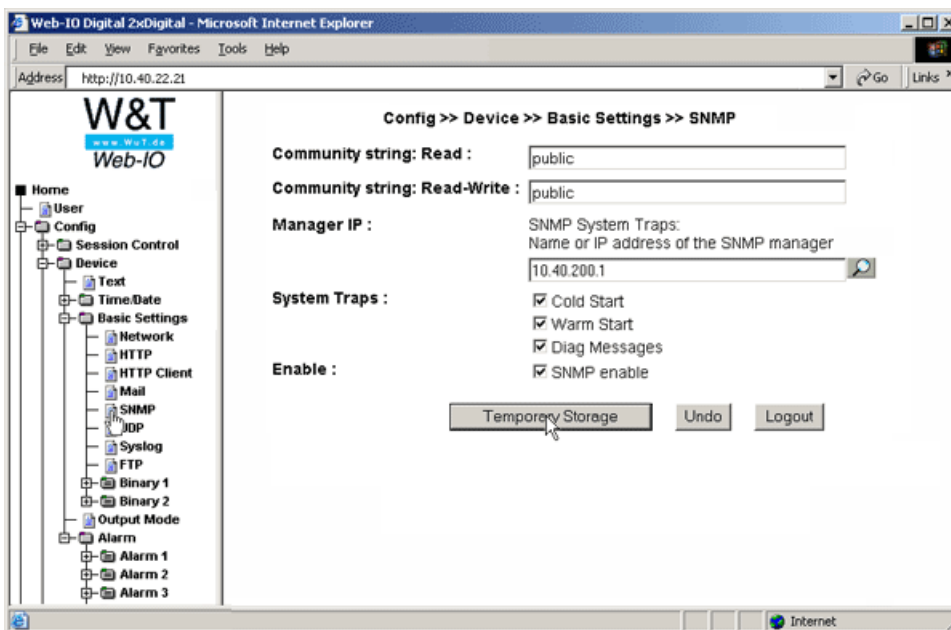 Web-IO Digital 2xDigital - Microsoft Internet Explorer
File Edit View Favorites Tools Help
Address http://10.40.22.21 Go Links
W&T
www.WuT.de
Web-IO
Home
User
Config
Session Control
Device
Text
Time/Date
Basic Settings
Network
HTTP
HTTP Client
Mail
SNMP
UDP
Syslog
FTP
Binary 1
Binary 2
Output Mode
Alarm
Alarm 1
Alarm 2
Alarm 3
Config >> Device >> Basic Settings >> SNMP
Community string: Read : public
Community string: Read-Write : public
Manager IP : SNMP System Traps:
Name or IP address of the SNMP manager
10.40.200.1
System Traps : Cold Start
Warm Start
Diag Messages
Enable : SNMP enable
Temporary Storage Undo Logout
Internet